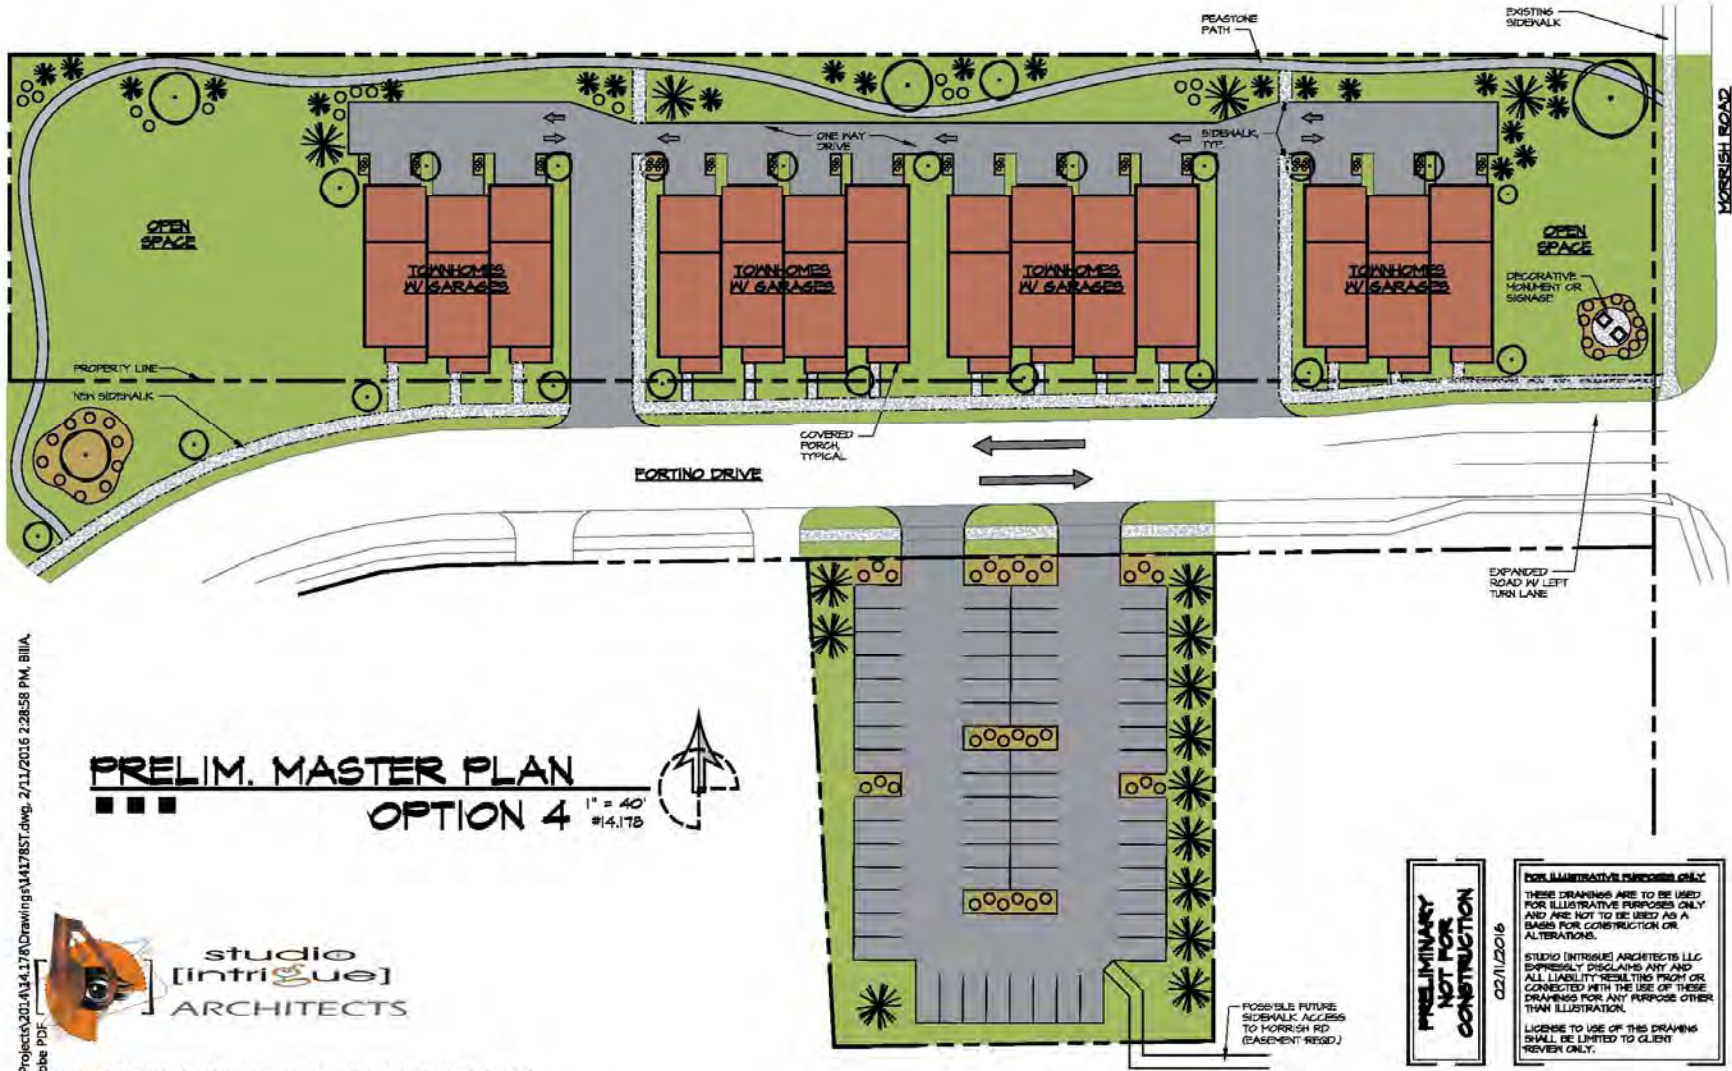 PEASTONE
PATH
EXISTING
SIDEWALK
MORRISH ROAD
ONE WAY
DRIVE
SIDEWALK,
TYP.
OPEN
SPACE
TOWNHOMES
W/ GARAGES
TOWNHOMES
W/ GARAGES
TOWNHOMES
W/ GARAGES
TOWNHOMES
W/ GARAGES
OPEN
SPACE
DECORATIVE
MONUMENT OR
SIGNAGE
PROPERTY LINE
NEW SIDEWALK
COVERED
PORCH,
TYPICAL
FORTINO DRIVE
EXPANDED
ROAD W/ LEFT
TURN LANE
Projects\2014\14.178\Drawings\14178ST.dwg, 2/11/2016 2:28:58 PM, BillA,
obe PDF
PRELIM. MASTER PLAN
OPTION 4
1" = 40'
#14.178
studio
[intrigue]
ARCHITECTS
POSSIBLE FUTURE
SIDEWALK ACCESS
TO MORRISH RD
(EASEMENT REQD.)
PRELIMINARY
NOT FOR
CONSTRUCTION
02/11/2016
FOR ILLUSTRATIVE PURPOSES ONLY
THESE DRAWINGS ARE TO BE USED
FOR ILLUSTRATIVE PURPOSES ONLY
AND ARE NOT TO BE USED AS A
BASIS FOR CONSTRUCTION OR
ALTERATIONS.
STUDIO [INTRIGUE] ARCHITECTS LLC
EXPRESSLY DISCLAIMS ANY AND
ALL LIABILITY RESULTING FROM OR
CONNECTED WITH THE USE OF THESE
DRAWINGS FOR ANY PURPOSE OTHER
THAN ILLUSTRATION.
LICENSE TO USE OF THIS DRAWING
SHALL BE LIMITED TO CLIENT
REVIEW ONLY.